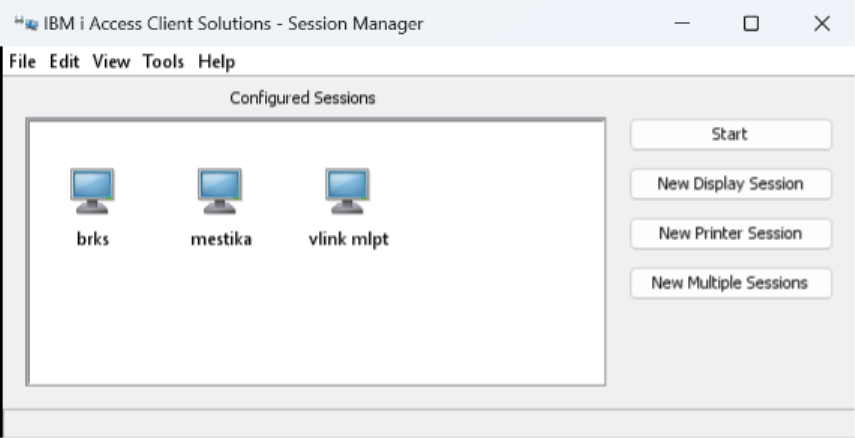 IBM i Access Client Solutions - Session Manager
File Edit View Tools Help
Configured Sessions
brks mestika vlink mlpt
Start
New Display Session
New Printer Session
New Multiple Sessions